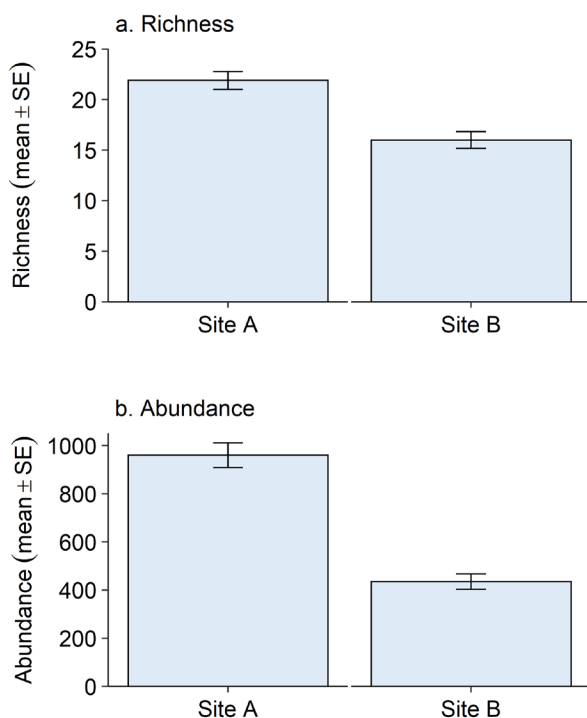 a. Richness
Richness (mean ± SE)
25
20
15
10
5
0
Site A Site B
b. Abundance
Abundance (mean ± SE)
1000
800
600
400
200
0
Site A Site B